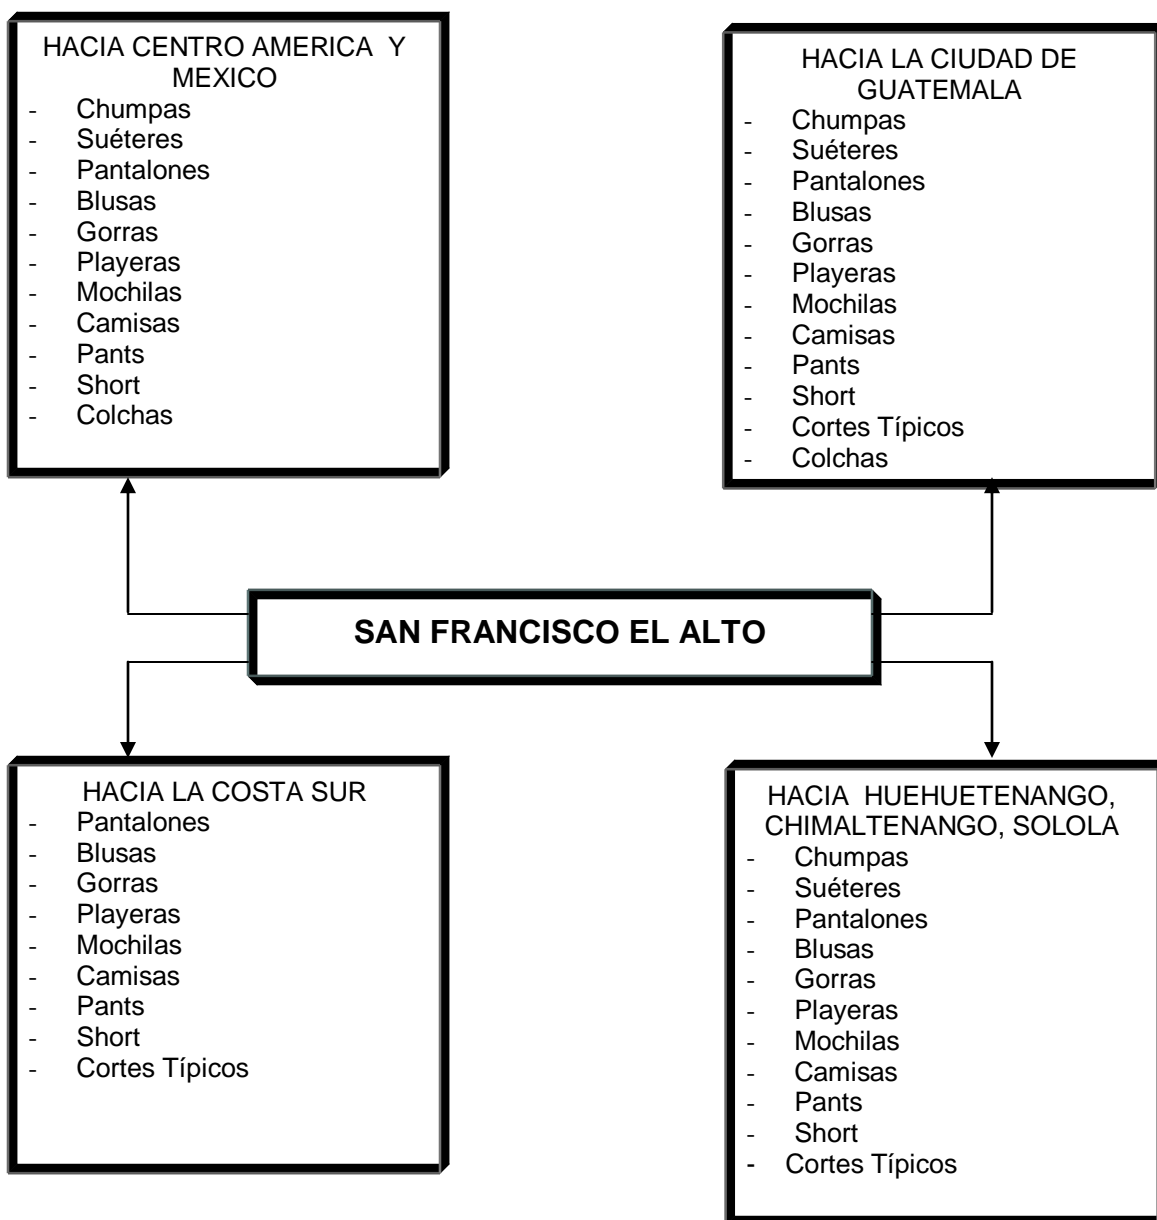 HACIA CENTRO AMERICA Y
MEXICO
- Chumpas
- Suéteres
- Pantalones
- Blusas
- Gorras
- Playeras
- Mochilas
- Camisas
- Pants
- Short
- Colchas
HACIA LA CIUDAD DE
GUATEMALA
- Chumpas
- Suéteres
- Pantalones
- Blusas
- Gorras
- Playeras
- Mochilas
- Camisas
- Pants
- Short
- Cortes Típicos
- Colchas
SAN FRANCISCO EL ALTO
HACIA LA COSTA SUR
- Pantalones
- Blusas
- Gorras
- Playeras
- Mochilas
- Camisas
- Pants
- Short
- Cortes Típicos
HACIA HUEHUETENANGO,
CHIMALTENANGO, SOLOLA
- Chumpas
- Suéteres
- Pantalones
- Blusas
- Gorras
- Playeras
- Mochilas
- Camisas
- Pants
- Short
- Cortes Típicos